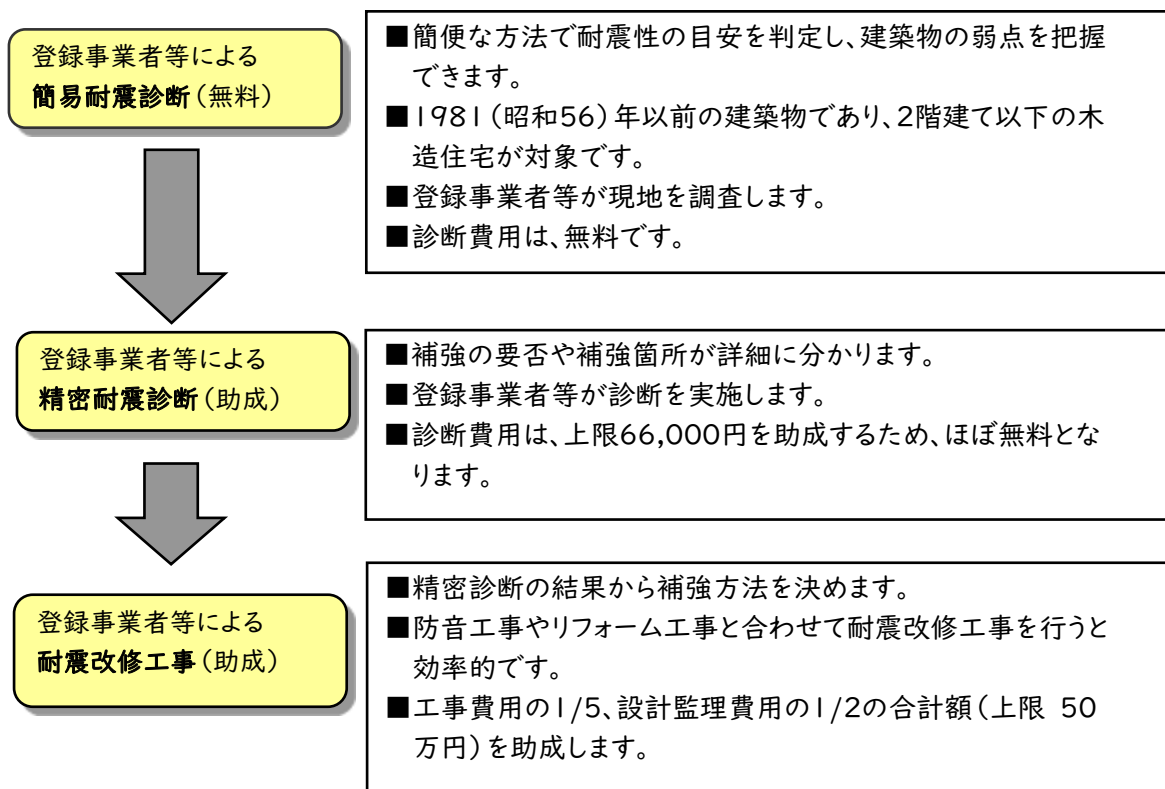 登録事業者等による
簡易耐震診断(無料)
■簡便な方法で耐震性の目安を判定し、建築物の弱点を把握
できます。
■1981(昭和56)年以前の建築物であり、2階建て以下の木
造住宅が対象です。
■登録事業者等が現地を調査します。
■診断費用は、無料です。
登録事業者等による
精密耐震診断(助成)
■補強の要否や補強箇所が詳細に分かります。
■登録事業者等が診断を実施します。
■診断費用は、上限66,000円を助成するため、ほぼ無料とな
ります。
登録事業者等による
耐震改修工事(助成)
■精密診断の結果から補強方法を決めます。
■防音工事やリフォーム工事と合わせて耐震改修工事を行うと
効率的です。
■工事費用の1/5、設計監理費用の1/2の合計額(上限 50
万円)を助成します。